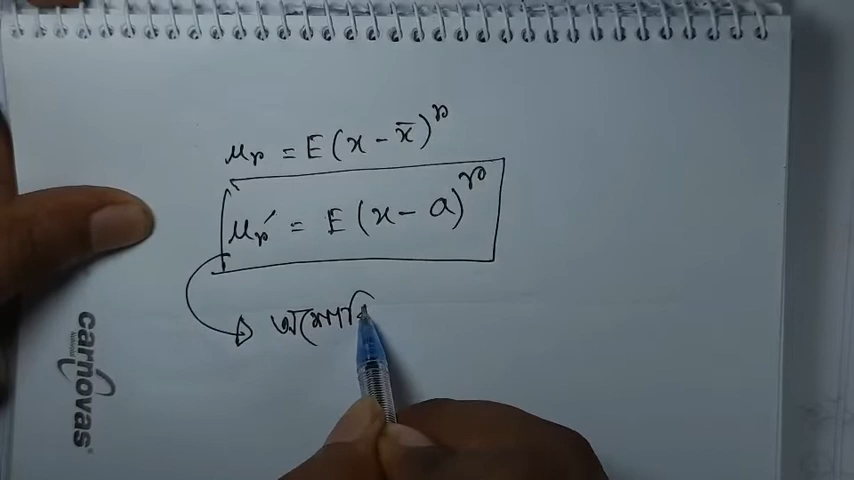 μr = E(x - x̄)^r
μr′ = E(x - a)^r
carnovas